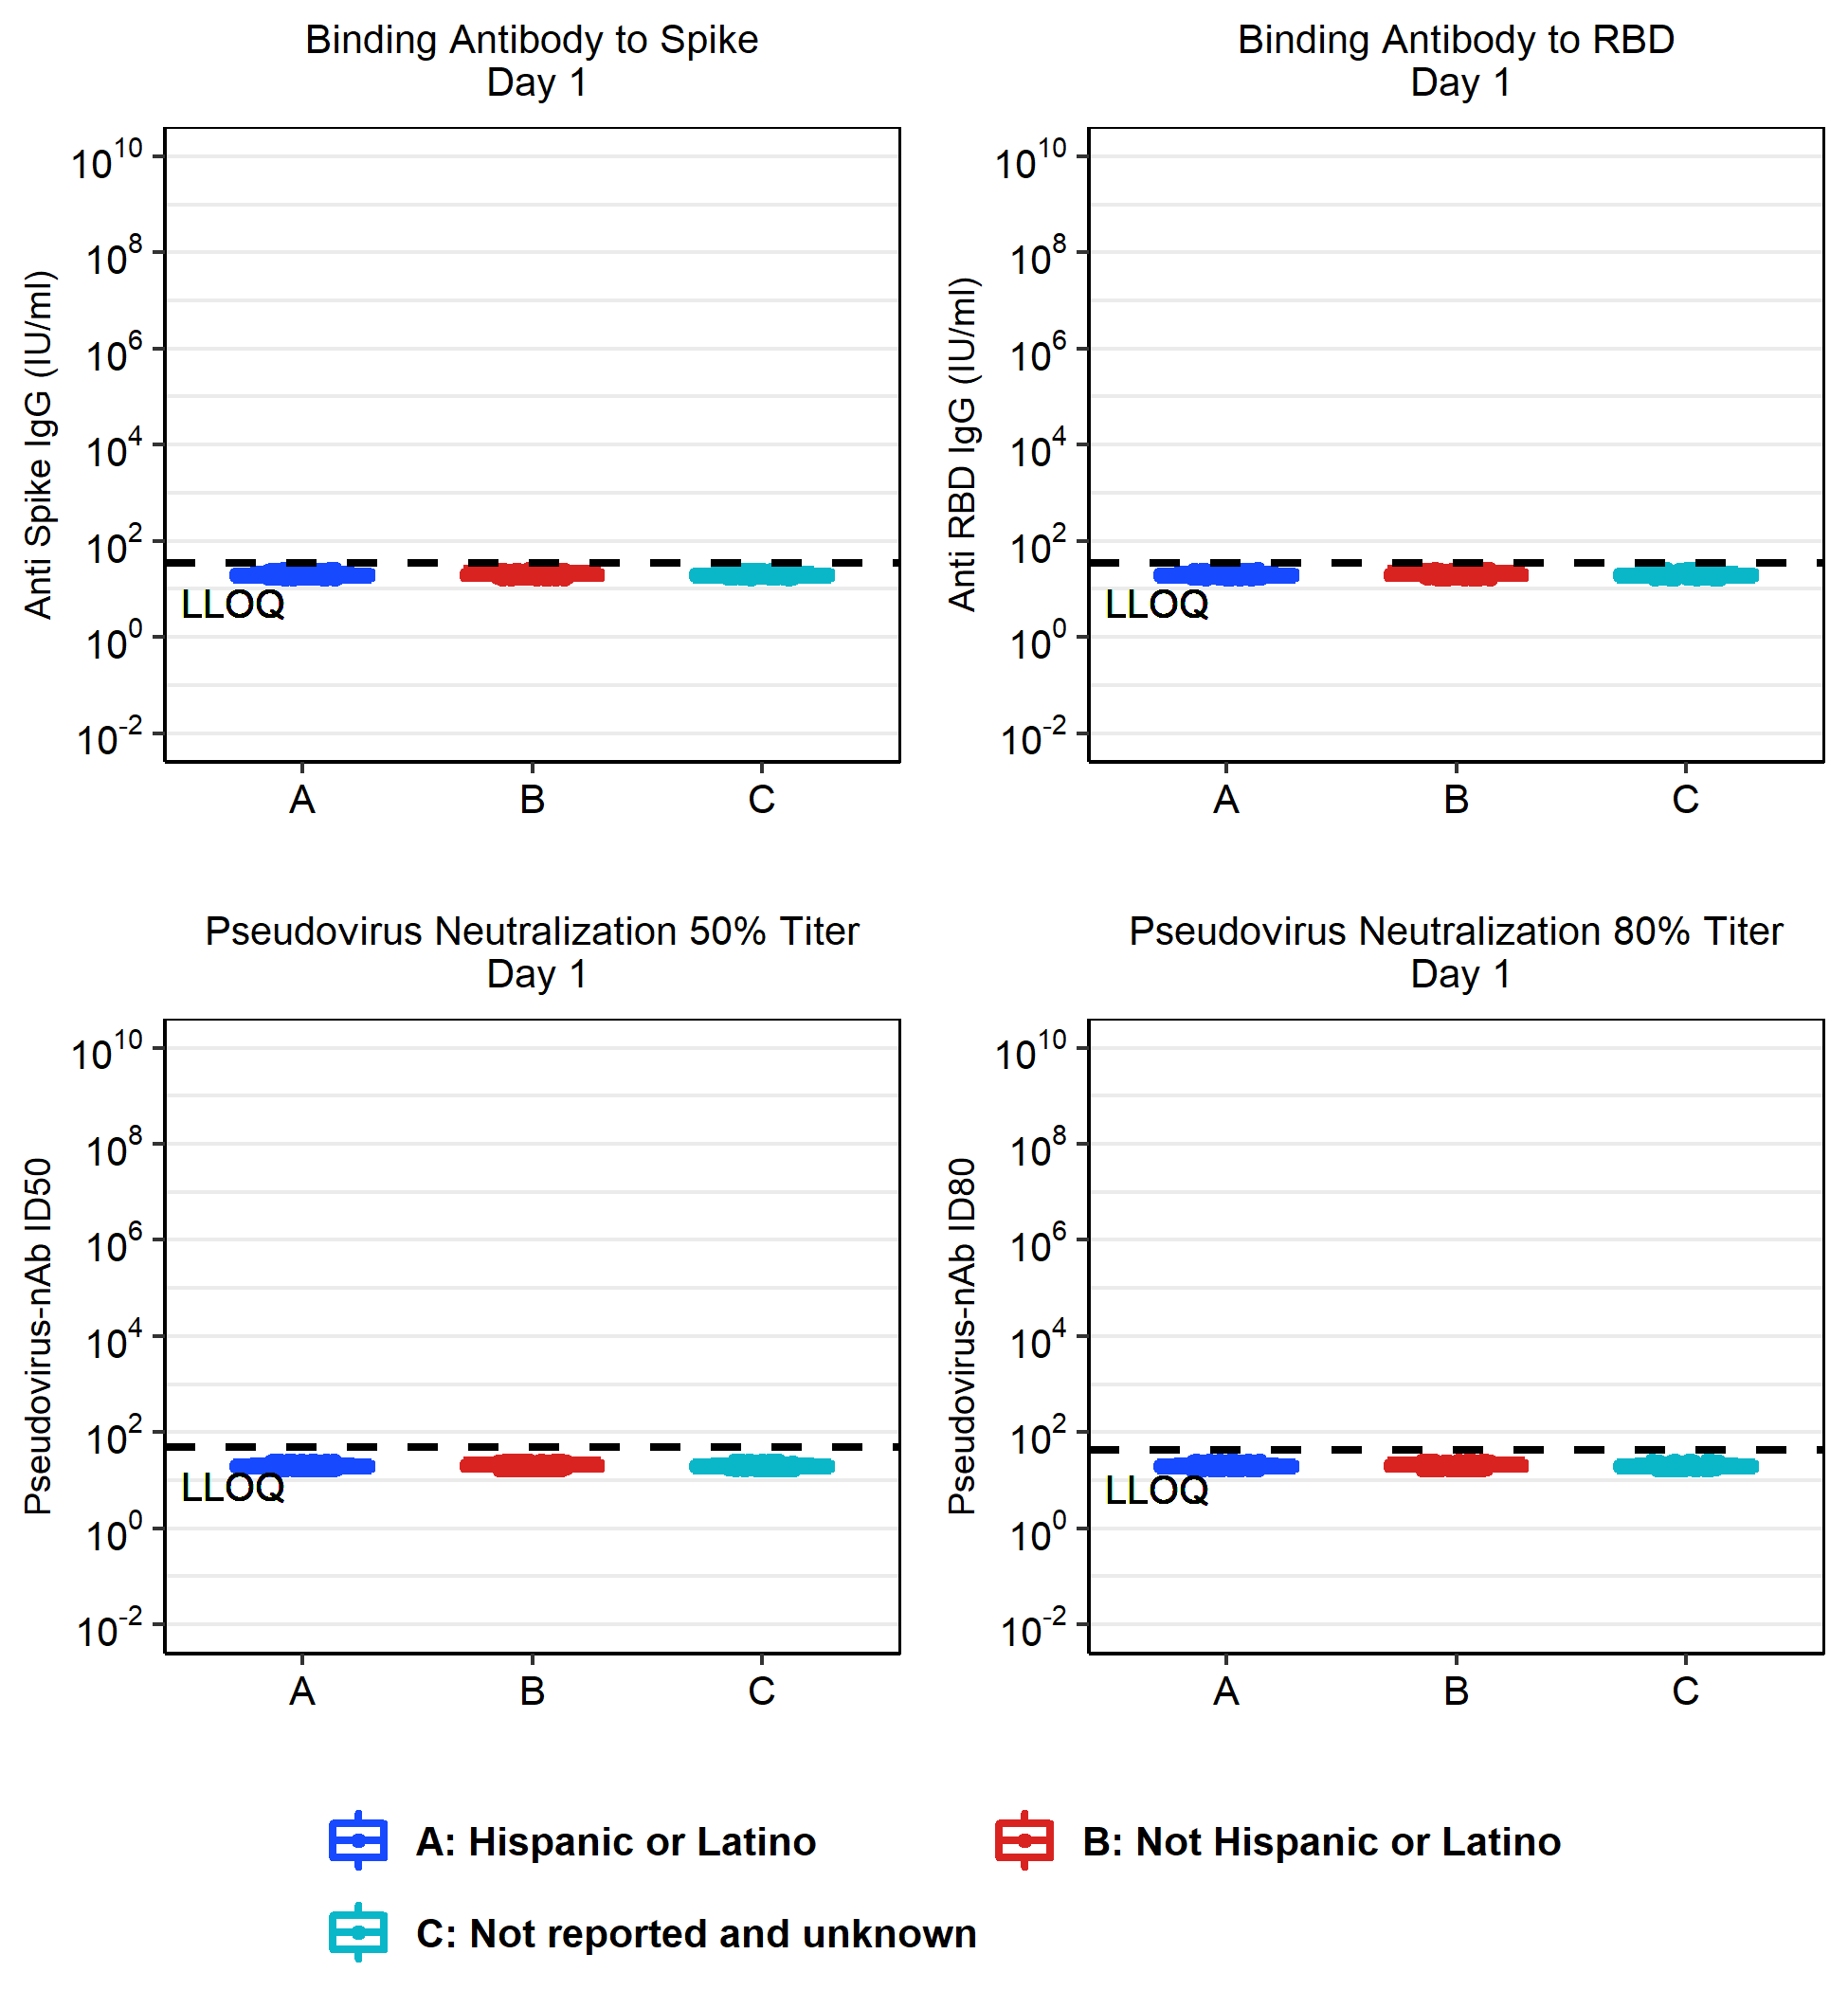 Binding Antibody to Spike
Day 1
Anti Spike IgG (IU/ml)
10^10
10^8
10^6
10^4
10^2
10^0
10^-2
LLOQ
A B C
Binding Antibody to RBD
Day 1
Anti RBD IgG (IU/ml)
10^10
10^8
10^6
10^4
10^2
10^0
10^-2
LLOQ
A B C
Pseudovirus Neutralization 50% Titer
Day 1
Pseudovirus-nAb ID50
10^10
10^8
10^6
10^4
10^2
10^0
10^-2
LLOQ
A B C
Pseudovirus Neutralization 80% Titer
Day 1
Pseudovirus-nAb ID80
10^10
10^8
10^6
10^4
10^2
10^0
10^-2
LLOQ
A B C
A: Hispanic or Latino
B: Not Hispanic or Latino
C: Not reported and unknown